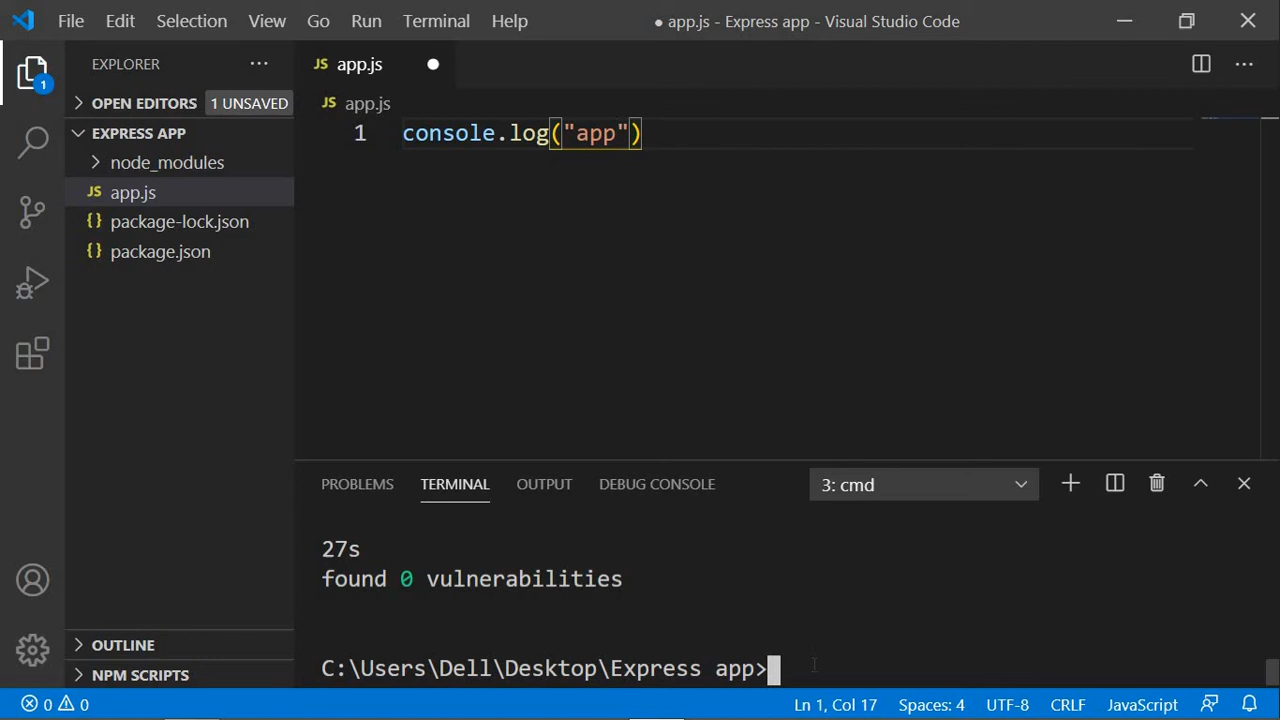 File Edit Selection View Go Run Terminal Help ● app.js - Express app - Visual Studio Code
EXPLORER
JS app.js
1
OPEN EDITORS 1 UNSAVED
JS app.js
EXPRESS APP
1 console.log("app")
node_modules
JS app.js
{} package-lock.json
{} package.json
PROBLEMS TERMINAL OUTPUT DEBUG CONSOLE 3: cmd
27s
found 0 vulnerabilities
OUTLINE
C:\Users\Dell\Desktop\Express app>
NPM SCRIPTS
0 0 Ln 1, Col 17 Spaces: 4 UTF-8 CRLF JavaScript